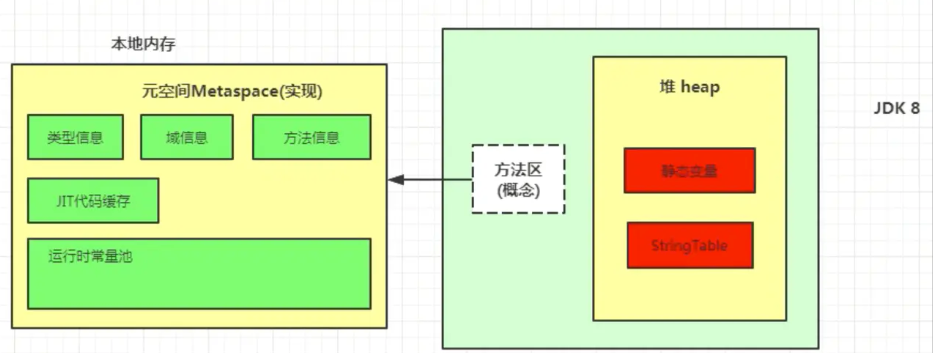 本地内存
元空间Metaspace(实现)
类型信息
域信息
方法信息
JIT代码缓存
运行时常量池
方法区
(概念)
堆 heap
静态变量
StringTable
JDK 8